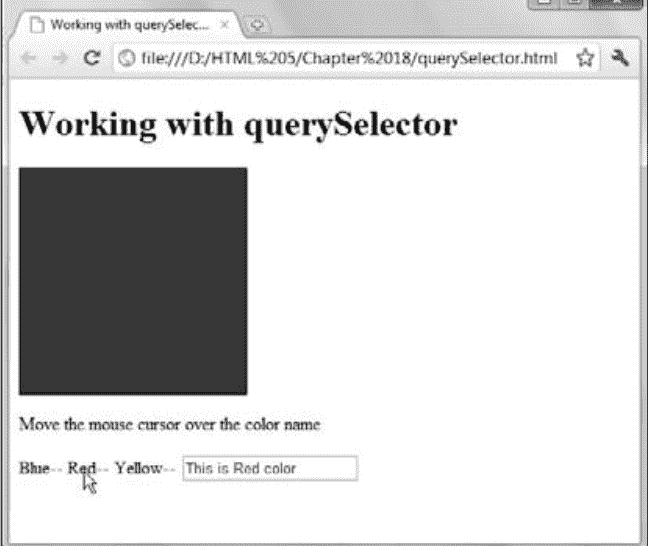 Working with querySelec...
file:///D:/HTML%205/Chapter%2018/querySelector.html
Working with querySelector
Move the mouse cursor over the color name
Blue-- Red-- Yellow-- This is Red color